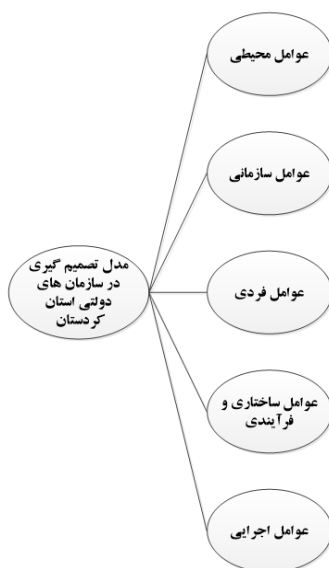 عوامل محیطی
عوامل سازمانی
مدل تصمیم گیری
در سازمان های
دولتی استان
کردستان
عوامل فردی
عوامل ساختاری و
فرآیندی
عوامل اجرایی